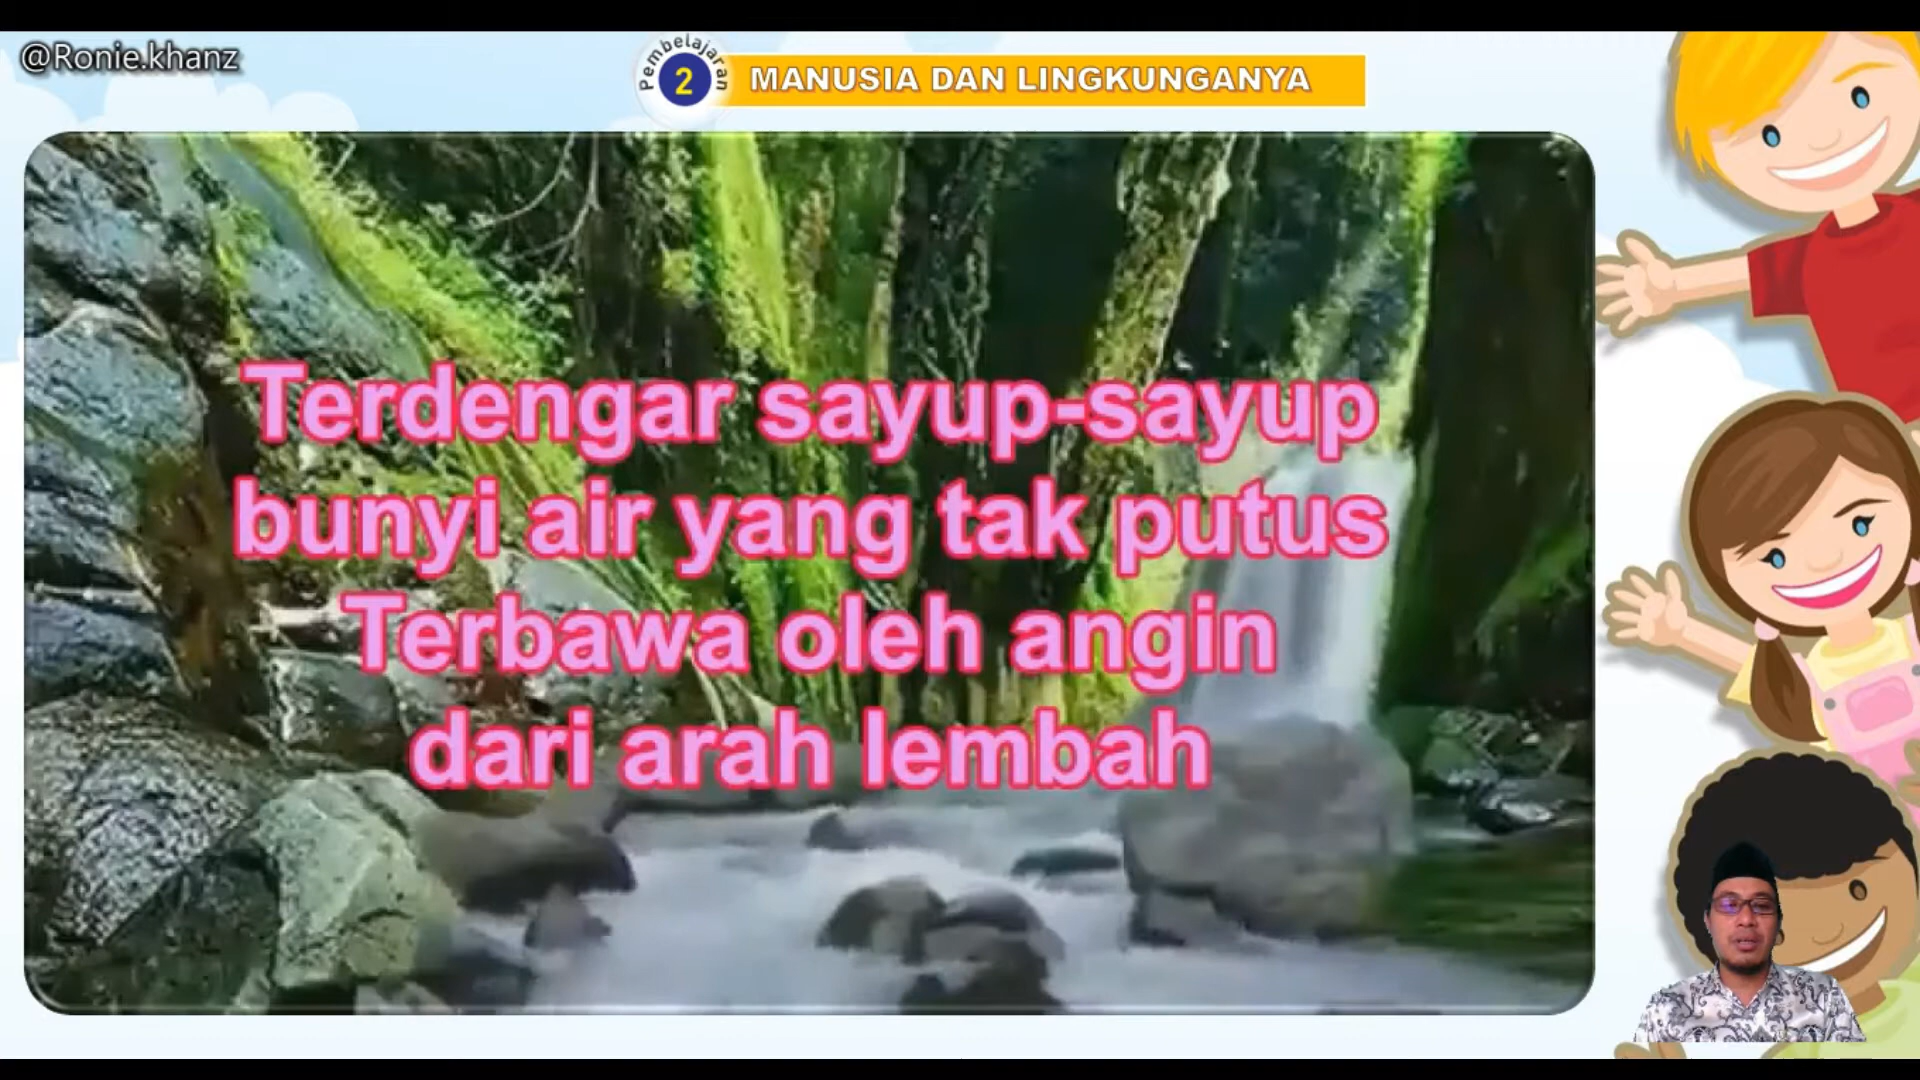 @Ronie.khanz
Pembelajaran
2
MANUSIA DAN LINGKUNGANYA
Terdengar sayup-sayup
bunyi air yang tak putus
Terbawa oleh angin
dari arah lembah